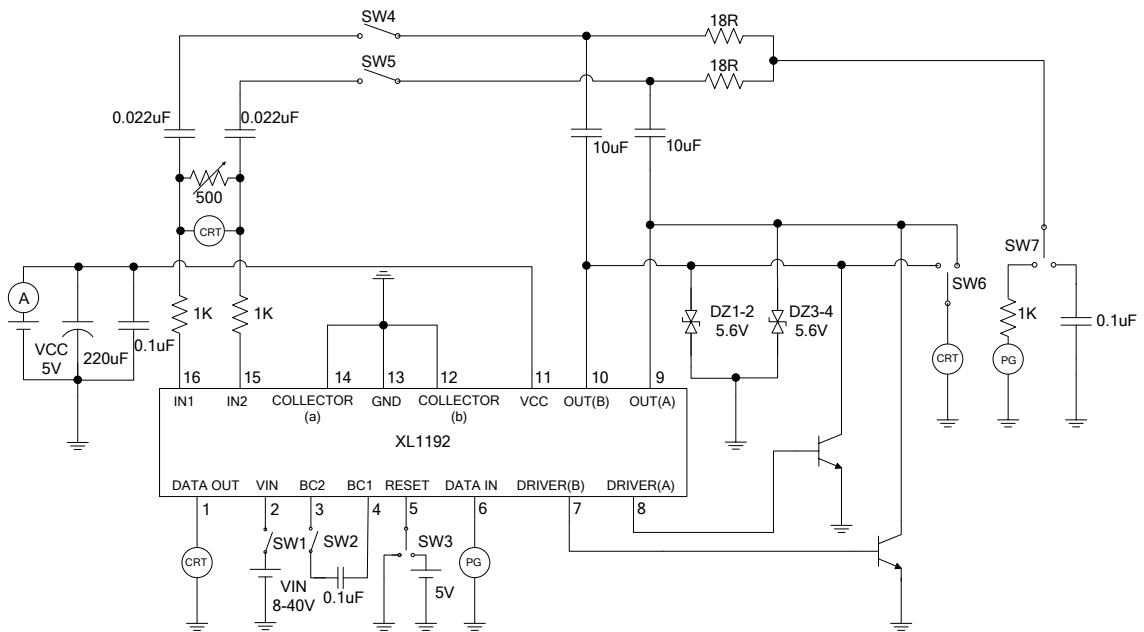 SW4
18R
SW5
18R
0.022uF
0.022uF
10uF
10uF
500
CRT
SW7
SW6
A
1K
1K
DZ1-2
5.6V
DZ3-4
5.6V
1K
0.1uF
VCC
5V
220uF
0.1uF
CRT
PG
16
15
14
13
12
11
10
9
IN1
IN2
COLLECTOR
(a)
GND
COLLECTOR
(b)
VCC
OUT(B)
OUT(A)
XL1192
DATA OUT
VIN
BC2
BC1
RESET
DATA IN
DRIVER(B)
DRIVER(A)
1
2
3
4
5
6
7
8
SW1
SW2
SW3
CRT
PG
VIN
8-40V
0.1uF
5V